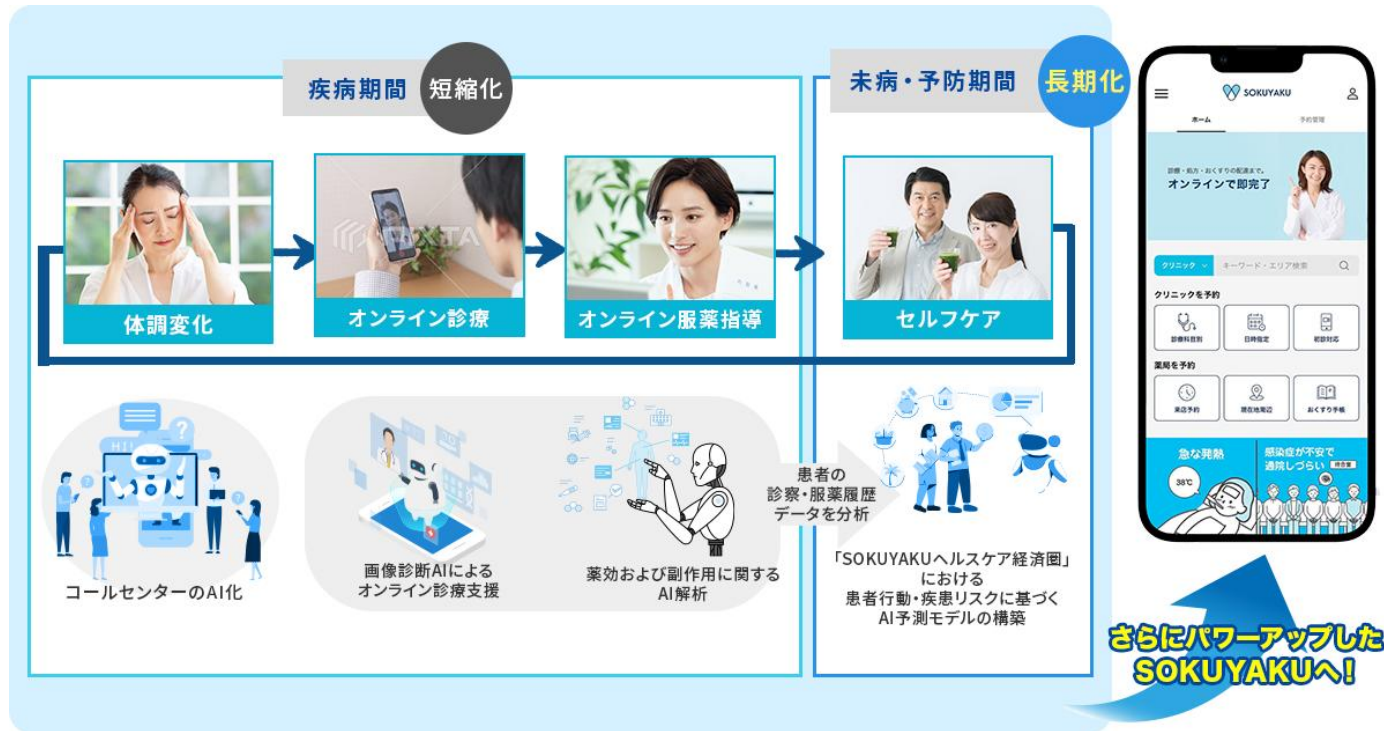 疾病期間
短縮化
未病・予防期間
長期化
体調変化
オンライン診療
オンライン服薬指導
セルフケア
PIXTA
HI!
コールセンターのAI化
画像診断AIによる
オンライン診療支援
薬効および副作用に関する
AI解析
患者の
診察・服薬履歴
データを分析
「SOKUYAKUヘルスケア経済圏」
における
患者行動・疾患リスクに基づく
AI予測モデルの構築
SOKUYAKU
ホーム
予約管理
診療・処方・おくすりの配達まで。
オンラインで即完了
クリニック
キーワード・エリア検索
クリニックを予約
診療科目別
日時指定
初診対応
薬局を予約
来店予約
現在地周辺
おくすり手帳
急な発熱
38℃
感染症が不安で
通院しづらい
待合室
さらにパワーアップした
SOKUYAKUへ!